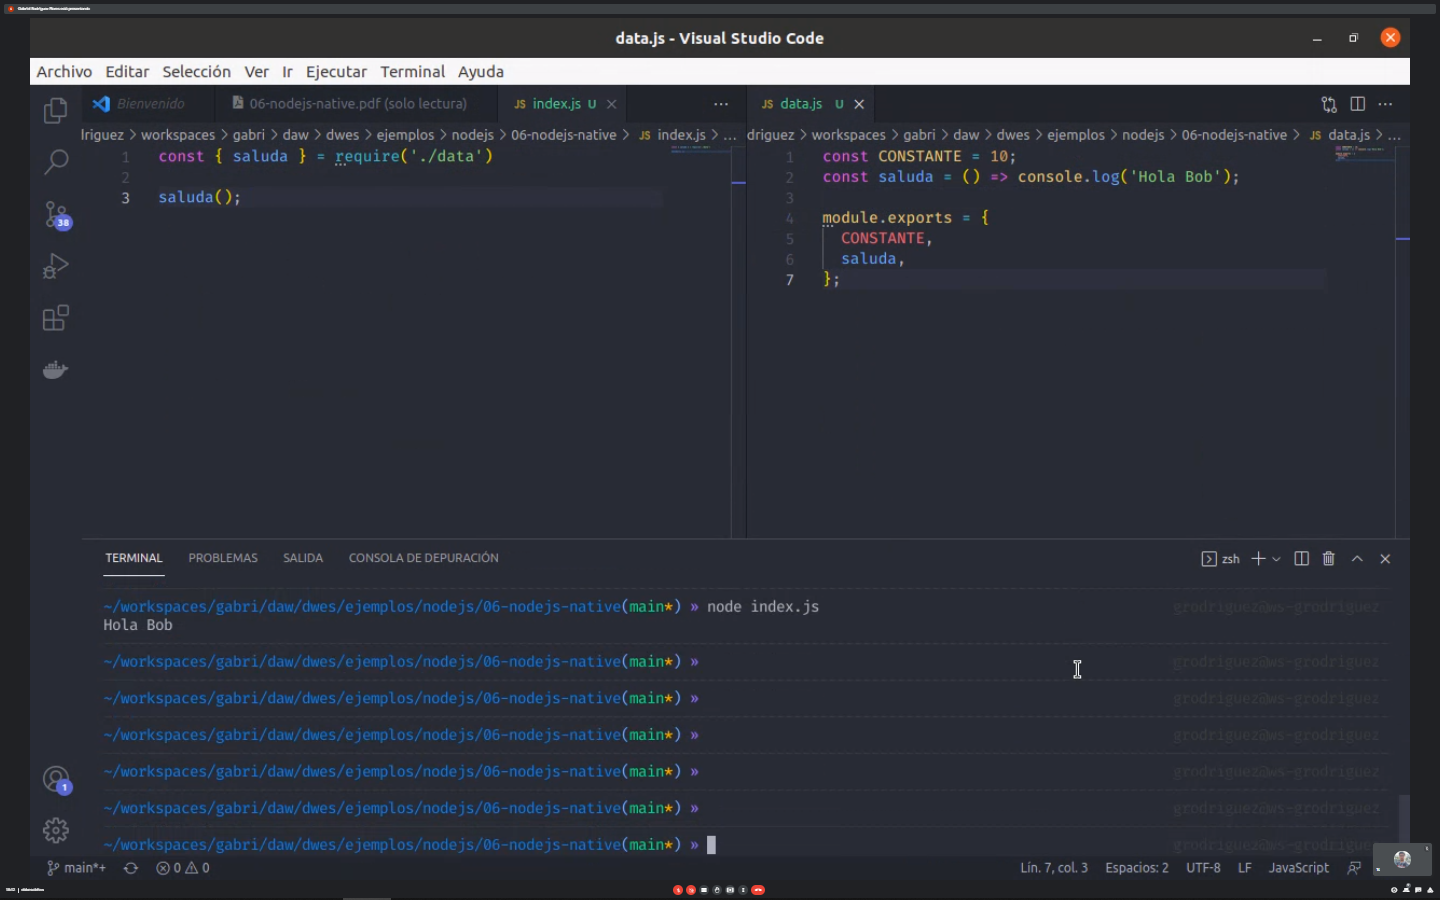 data.js - Visual Studio Code
Archivo Editar Selección Ver Ir Ejecutar Terminal Ayuda
Bienvenido 06-nodejs-native.pdf (solo lectura) JS index.js U
lriguez > workspaces > gabri > daw > dwes > ejemplos > nodejs > 06-nodejs-native > JS index.js > ...
1 const { saluda } = require('./data')
2
3 saluda();
JS data.js U
driguez > workspaces > gabri > daw > dwes > ejemplos > nodejs > 06-nodejs-native > JS data.js > ...
1 const CONSTANTE = 10;
2 const saluda = () => console.log('Hola Bob');
3
4 module.exports = {
5 CONSTANTE,
6 saluda,
7 };
38
TERMINAL PROBLEMAS SALIDA CONSOLA DE DEPURACIÓN zsh
~/workspaces/gabri/daw/dwes/ejemplos/nodejs/06-nodejs-native(main*) » node index.js grodriguez@ws-grodriguez
Hola Bob
~/workspaces/gabri/daw/dwes/ejemplos/nodejs/06-nodejs-native(main*) » grodriguez@ws-grodriguez
~/workspaces/gabri/daw/dwes/ejemplos/nodejs/06-nodejs-native(main*) » grodriguez@ws-grodriguez
~/workspaces/gabri/daw/dwes/ejemplos/nodejs/06-nodejs-native(main*) » grodriguez@ws-grodriguez
~/workspaces/gabri/daw/dwes/ejemplos/nodejs/06-nodejs-native(main*) » grodriguez@ws-grodriguez
~/workspaces/gabri/daw/dwes/ejemplos/nodejs/06-nodejs-native(main*) » grodriguez@ws-grodriguez
~/workspaces/gabri/daw/dwes/ejemplos/nodejs/06-nodejs-native(main*) » grodriguez@ws-grodriguez
1
main*+ 0 0 Lín. 7, col. 3 Espacios: 2 UTF-8 LF JavaScript